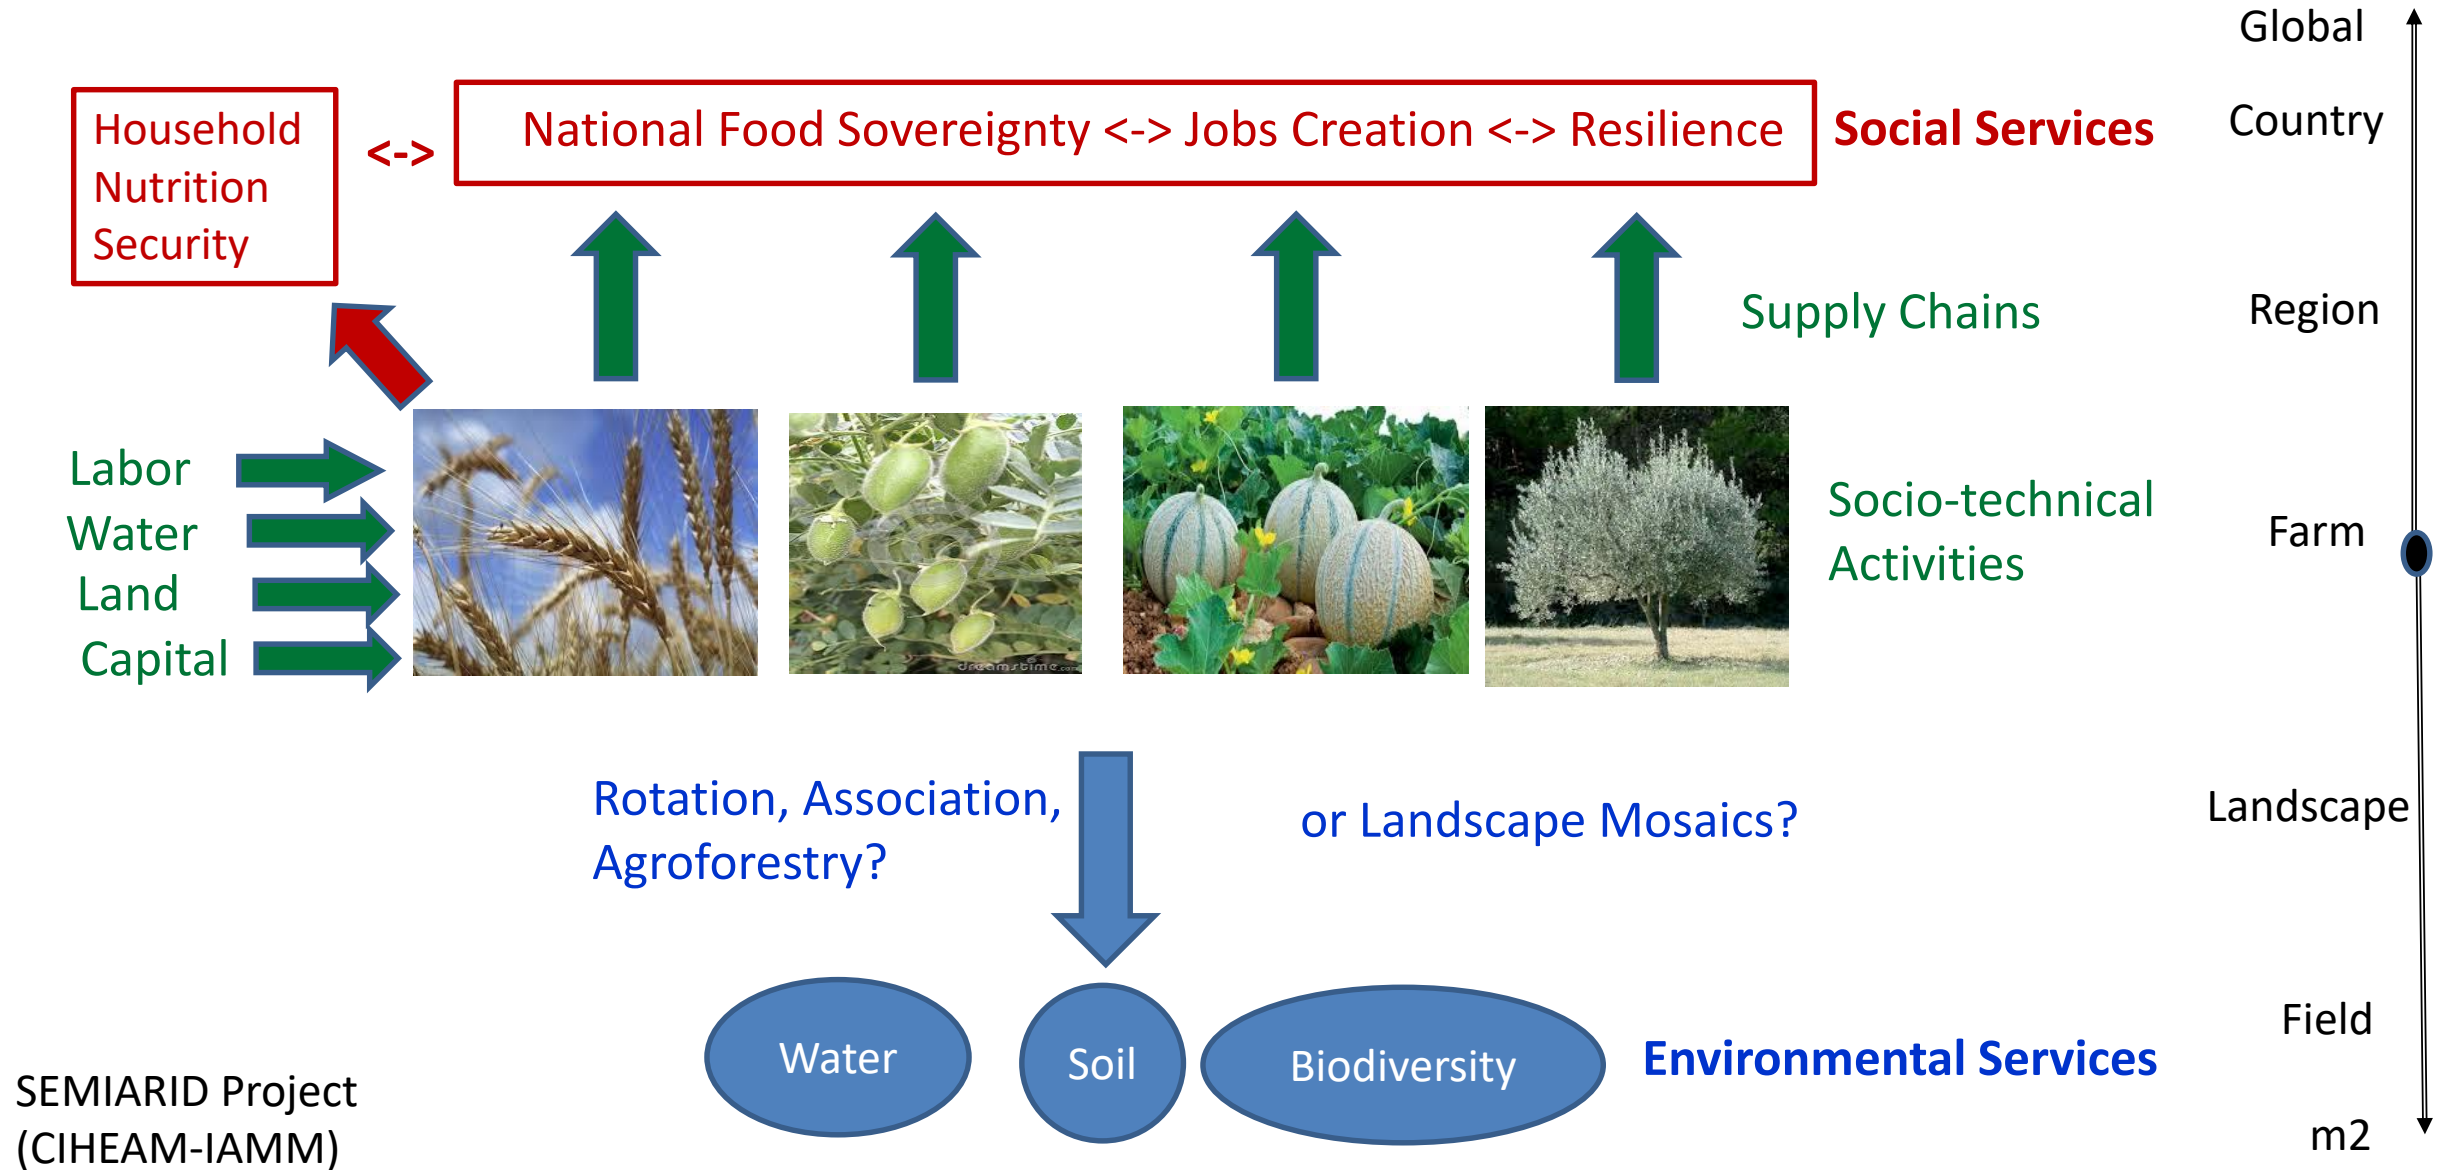 Global
Household
Nutrition
Security
<->
National Food Sovereignty <-> Jobs Creation <-> Resilience
Social Services
Country
Supply Chains
Region
Labor
Water
Land
Capital
dreamstime.com
Socio-technical
Activities
Farm
Rotation, Association,
Agroforestry?
or Landscape Mosaics?
Landscape
Water
Soil
Biodiversity
Environmental Services
Field
SEMIARID Project
(CIHEAM-IAMM)
m2